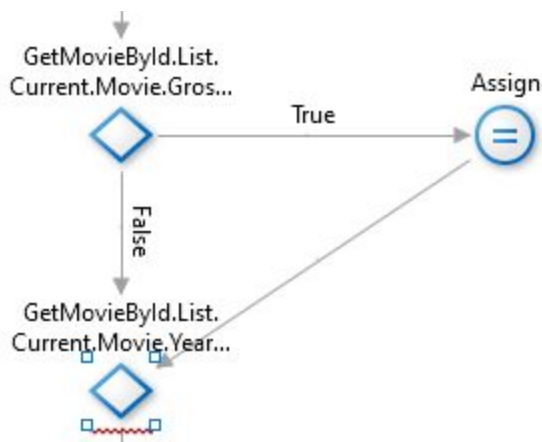 GetMovieById.List.
Current.Movie.Gros...
Assign
True
False
GetMovieById.List.
Current.Movie.Year...